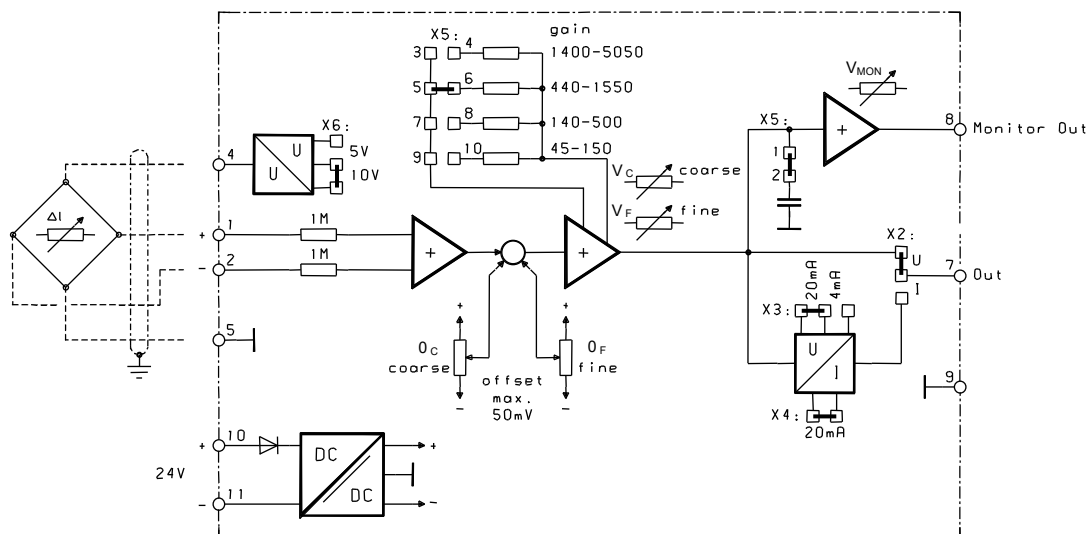 gain
X5:
3 4 1400-5050
5 6 440-1550
7 8 140-500
9 10 45-150
VMON
X5:
1
2
8 Monitor Out
X6:
4 U U 5V
10V
VC coarse
VF fine
ΔI
+ 1 1M
- 2 1M
+ +
X2:
U
7 Out
I
20mA 4mA
X3:
U I
5
+ +
OC coarse
OF fine
- -
offset
max.
50mV
9
X4:
20mA
+ 10 DC +
24V
- 11 DC -